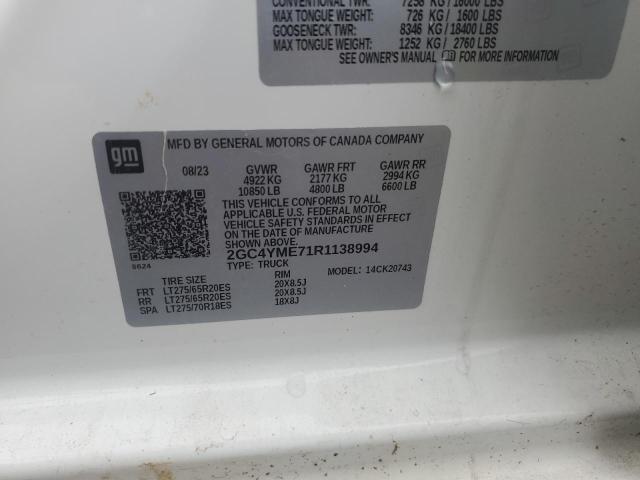 CONVENTIONAL TWR: 7258 KG / 16000 LBS
MAX TONGUE WEIGHT: 726 KG / 1600 LBS
GOOSENECK TWR: 8346 KG / 18400 LBS
MAX TONGUE WEIGHT: 1252 KG / 2760 LBS
SEE OWNER'S MANUAL FOR MORE INFORMATION
gm
MFD BY GENERAL MOTORS OF CANADA COMPANY
08/23 GVWR GAWR FRT GAWR RR
4922 KG 2177 KG 2994 KG
10850 LB 4800 LB 6600 LB
THIS VEHICLE CONFORMS TO ALL
APPLICABLE U.S. FEDERAL MOTOR
VEHICLE SAFETY STANDARDS IN EFFECT
ON THE DATE OF MANUFACTURE SHOWN ABOVE.
2GC4YME71R1138994
TYPE: TRUCK MODEL: 14CK20743
S624
TIRE SIZE RIM
FRT LT275/65R20ES 20X8.5J
RR LT275/65R20ES 20X8.5J
SPA LT275/70R18ES 18X8J